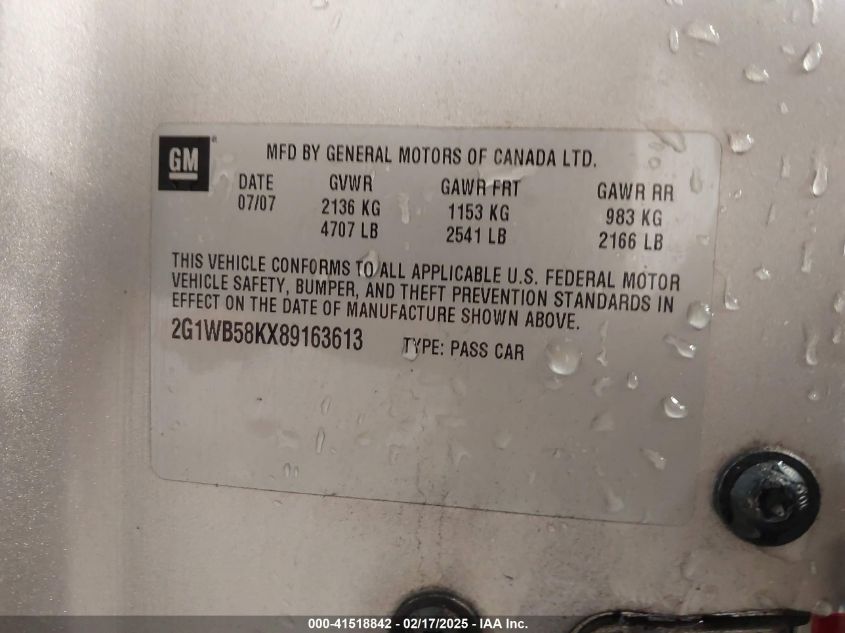 GM
MFD BY GENERAL MOTORS OF CANADA LTD.
DATE GVWR GAWR FRT GAWR RR
07/07 2136 KG 1153 KG 983 KG
4707 LB 2541 LB 2166 LB
THIS VEHICLE CONFORMS TO ALL APPLICABLE U.S. FEDERAL MOTOR
VEHICLE SAFETY, BUMPER, AND THEFT PREVENTION STANDARDS IN
EFFECT ON THE DATE OF MANUFACTURE SHOWN ABOVE.
2G1WB58KX89163613 TYPE: PASS CAR
000-41518842 - 02/17/2025 - IAA Inc.